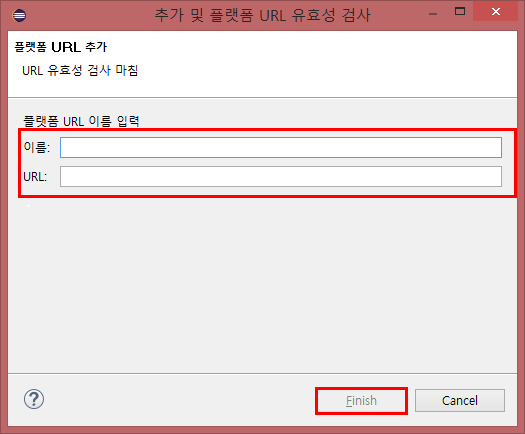 추가 및 플랫폼 URL 유효성 검사
플랫폼 URL 추가
URL 유효성 검사 마침
플랫폼 URL 이름 입력
이름:
URL:
?
Finish
Cancel